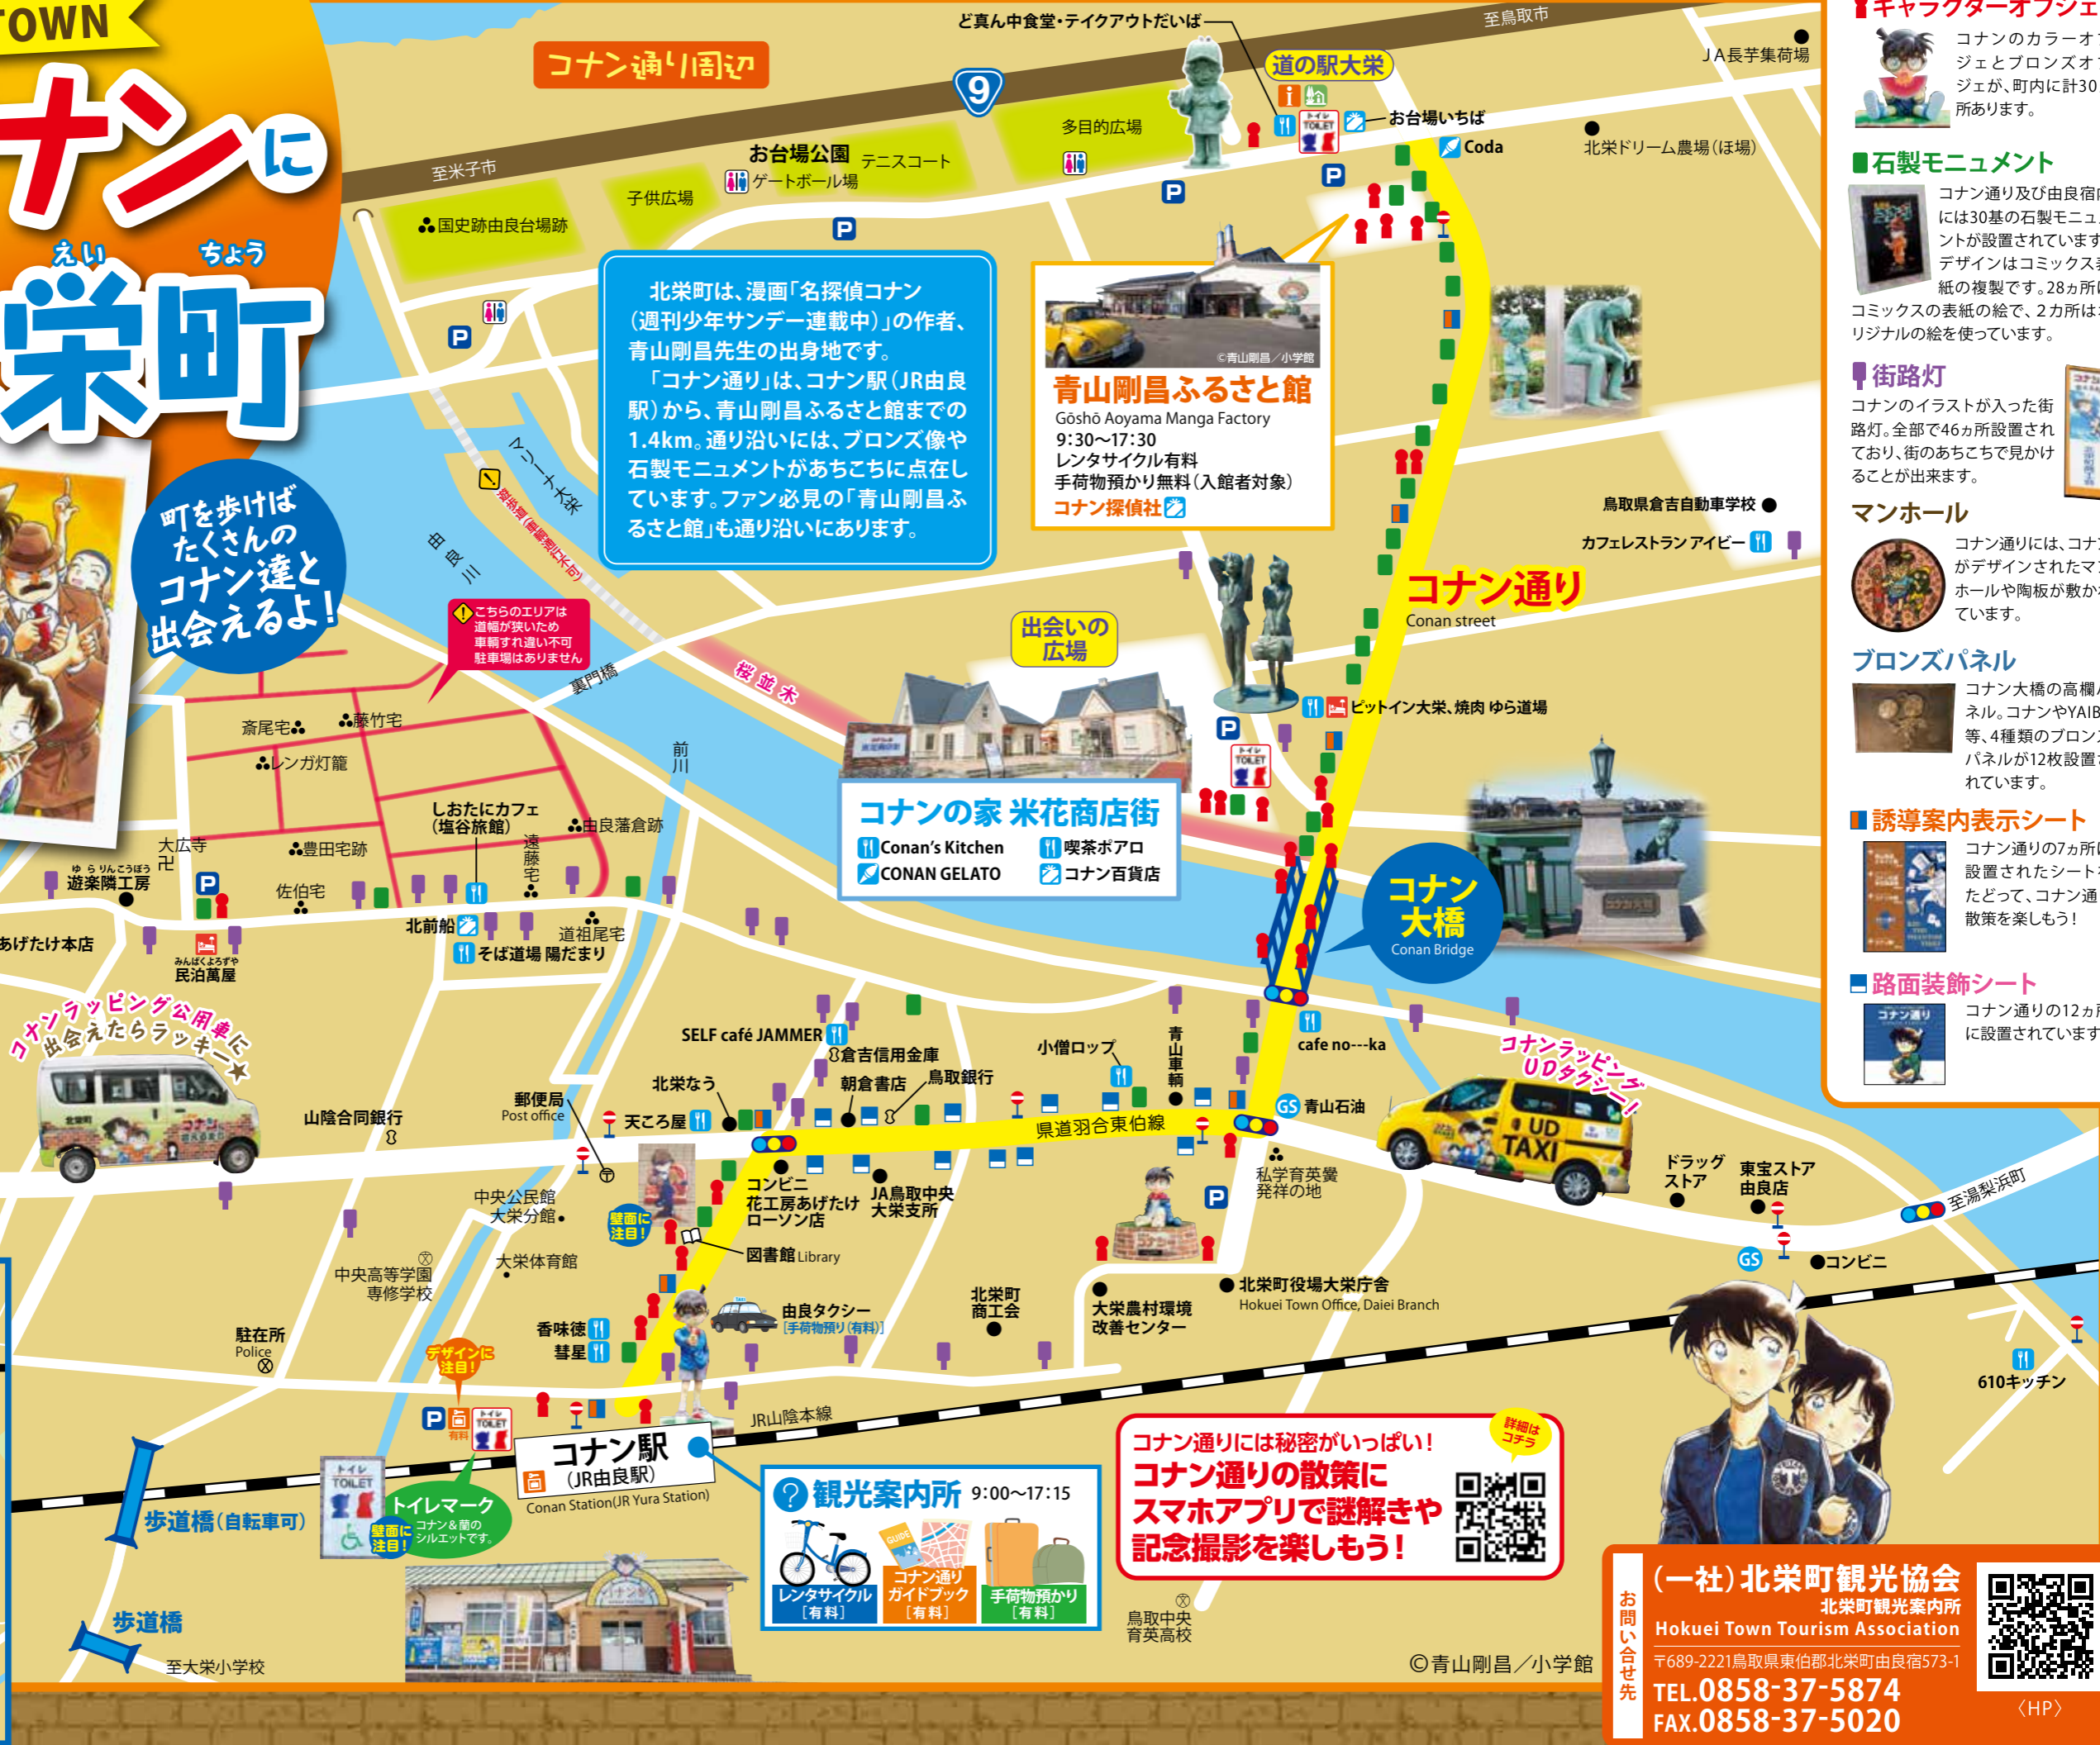 TOWN
ナンに
えい ちょう
栄町
町を歩けば
たくさんの
コナン達と
出会えるよ!
コナン通り周辺
ど真ん中食堂・テイクアウトだいば
至鳥取市
JA長芋集荷場
道の駅大栄
9
TOILET
お台場いちば
Coda
北栄ドリーム農場(ほ場)
多目的広場
お台場公園
テニスコート
ゲートボール場
至米子市
子供広場
国史跡由良台場跡
北栄町は、漫画「名探偵コナン
(週刊少年サンデー連載中)」の作者、
青山剛昌先生の出身地です。
「コナン通り」は、コナン駅(JR由良
駅)から、青山剛昌ふるさと館までの
1.4km。通り沿いには、ブロンズ像や
石製モニュメントがあちこちに点在し
ています。ファン必見の「青山剛昌ふ
るさと館」も通り沿いにあります。
©青山剛昌/小学館
青山剛昌ふるさと館
Gōshō Aoyama Manga Factory
9:30〜17:30
レンタサイクル有料
手荷物預かり無料(入館者対象)
コナン探偵社
マリーナ大栄
遊歩道(車輌通行不可)
由良川
鳥取県倉吉自動車学校
カフェレストラン アイビー
コナン通り
Conan street
こちらのエリアは
道幅が狭いため
車輌すれ違い不可
駐車場はありません
出会いの
広場
裏門橋
桜並木
ピットイン大栄、焼肉 ゆら道場
TOILET
斎尾宅
藤竹宅
レンガ灯籠
前川
コナンの家 米花商店街
Conan's Kitchen
喫茶ポアロ
CONAN GELATO
コナン百貨店
しおたにカフェ
(塩谷旅館)
由良藩倉跡
遠藤宅
大広寺
豊田宅跡
ゆらりんこうぼう
遊楽隣工房
佐伯宅
北前船
道祖尾宅
そば道場 陽だまり
あげたけ本店
みんぱくよろずや
民泊萬屋
コナン
大橋
Conan Bridge
コナンラッピング公用車に
出会えたらラッキー★
SELF café JAMMER
倉吉信用金庫
朝倉書店
鳥取銀行
小僧ロップ
青山車輌
cafe no---ka
北栄なう
郵便局
Post office
天ころ屋
山陰合同銀行
県道羽合東伯線
青山石油
GS
コナンラッピング
UDタクシー!
UD
TAXI
私学育英黌
発祥の地
ドラッグ
ストア
東宝ストア
由良店
至湯梨浜町
GS
コンビニ
中央公民館
大栄分館
壁面に
注目!
コンビニ
花工房あげたけ
ローソン店
JA鳥取中央
大栄支所
図書館 Library
大栄体育館
中央高等学園
専修学校
駐在所
Police
香味徳
彗星
由良タクシー
[手荷物預り(有料)]
北栄町
商工会
大栄農村環境
改善センター
北栄町役場大栄庁舎
Hokuei Town Office, Daiei Branch
610キッチン
デザインに
注目!
有料
トイレ
TOILET
JR山陰本線
コナン駅
(JR由良駅)
Conan Station(JR Yura Station)
トイレ
TOILET
トイレマーク
コナン&蘭の
シルエットです。
壁面に
注目!
歩道橋(自転車可)
歩道橋
至大栄小学校
観光案内所 9:00〜17:15
GUIDE
レンタサイクル
[有料]
コナン通り
ガイドブック
[有料]
手荷物預かり
[有料]
コナン通りには秘密がいっぱい!
コナン通りの散策に
スマホアプリで謎解きや
記念撮影を楽しもう!
詳細は
コチラ
鳥取中央
育英高校
©青山剛昌/小学館
キャラクターオブジェ
コナンのカラーオブ
ジェとブロンズオブ
ジェが、町内に計30
所あります。
石製モニュメント
コナン通り及び由良宿内
には30基の石製モニュメ
ントが設置されています
デザインはコミックス表
紙の複製です。28ヵ所は
コミックスの表紙の絵で、2カ所はオ
リジナルの絵を使っています。
街路灯
コナンのイラストが入った街
路灯。全部で46ヵ所設置され
ており、街のあちこちで見かけ
ることが出来ます。
マンホール
コナン通りには、コナン
がデザインされたマン
ホールや陶板が敷かれ
ています。
ブロンズパネル
コナン大橋の高欄パ
ネル。コナンやYAIB
等、4種類のブロンズ
パネルが12枚設置さ
れています。
誘導案内表示シート
コナン通りの7ヵ所に
設置されたシートを
たどって、コナン通り
散策を楽しもう!
路面装飾シート
コナン通り
コナン通りの12ヵ所
に設置されています
お問い合せ先
(一社)北栄町観光協会
北栄町観光案内所
Hokuei Town Tourism Association
〒689-2221鳥取県東伯郡北栄町由良宿573-1
TEL.0858-37-5874
FAX.0858-37-5020
〈HP〉